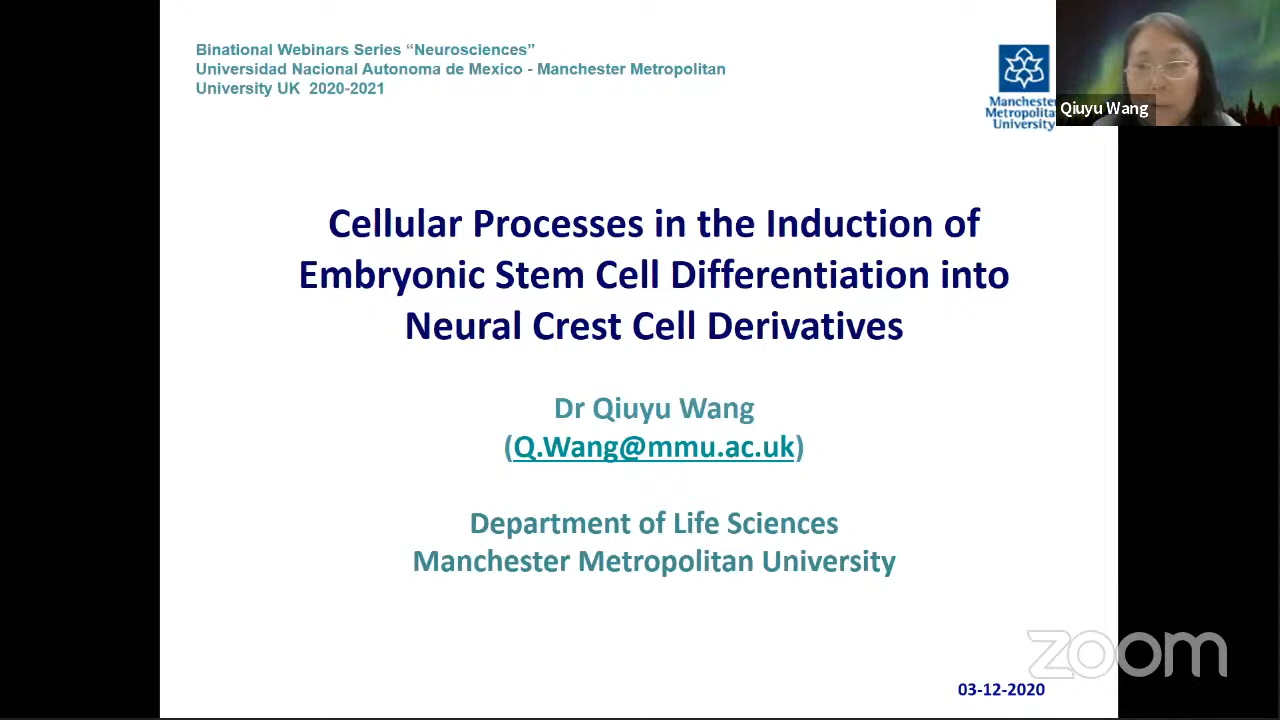 Binational Webinars Series “Neurosciences”
Universidad Nacional Autonoma de Mexico - Manchester Metropolitan
University UK 2020-2021
Manchester
Metropolitan
University
Qiuyu Wang
Cellular Processes in the Induction of
Embryonic Stem Cell Differentiation into
Neural Crest Cell Derivatives
Dr Qiuyu Wang
(Q.Wang@mmu.ac.uk)
Department of Life Sciences
Manchester Metropolitan University
zoom
03-12-2020